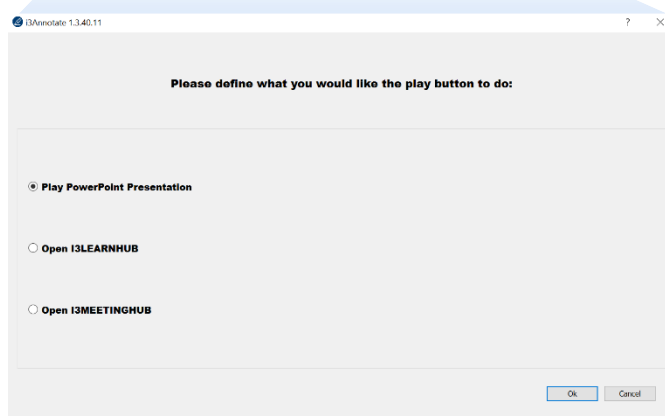 i3Annotate 1.3.40.11
Please define what you would like the play button to do:
Play PowerPoint Presentation
Open I3LEARNHUB
Open I3MEETINGHUB
Ok Cancel